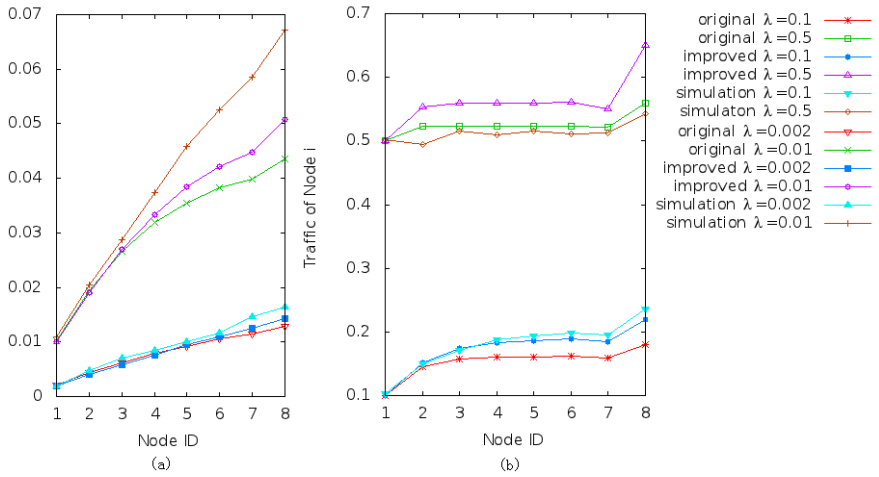 0.07
0.06
0.05
0.04
0.03
0.02
0.01
0
1 2 3 4 5 6 7 8
Node ID
(a)
Traffic of Node i
0.7
0.6
0.5
0.4
0.3
0.2
0.1
1 2 3 4 5 6 7 8
Node ID
(b)
original λ=0.1
original λ=0.5
improved λ=0.1
improved λ=0.5
simulation λ=0.1
simulaton λ=0.5
original λ=0.002
original λ=0.01
improved λ=0.002
improved λ=0.01
simulation λ=0.002
simulation λ=0.01